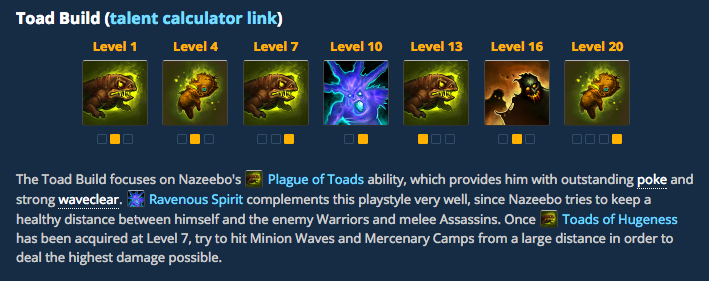 Toad Build (talent calculator link)
Level 1 Level 4 Level 7 Level 10 Level 13 Level 16 Level 20
The Toad Build focuses on Nazeebo's Plague of Toads ability, which provides him with outstanding poke and
strong waveclear. Ravenous Spirit complements this playstyle very well, since Nazeebo tries to keep a
healthy distance between himself and the enemy Warriors and melee Assassins. Once Toads of Hugeness
has been acquired at Level 7, try to hit Minion Waves and Mercenary Camps from a large distance in order to
deal the highest damage possible.